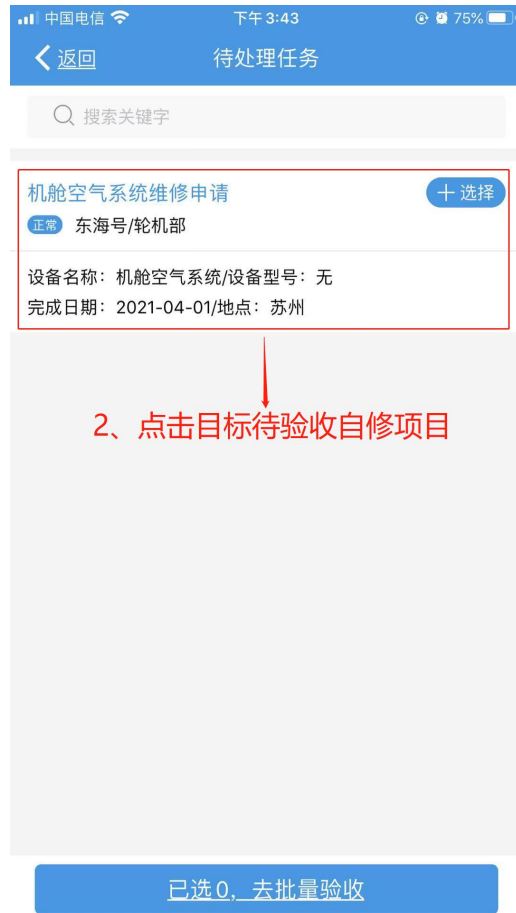 中国电信 下午3:43 75%
返回 待处理任务
搜索关键字
机舱空气系统维修申请 十选择
正常 东海号/轮机部
设备名称：机舱空气系统/设备型号：无
完成日期：2021-04-01/地点：苏州
2、点击目标待验收自修项目
已选0，去批量验收